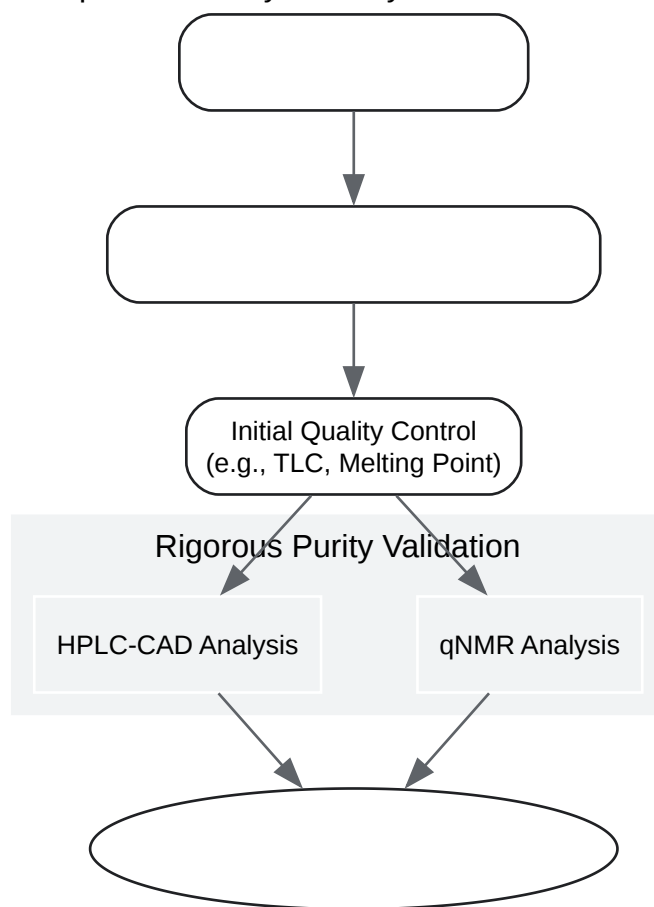 Initial Quality Control
(e.g., TLC, Melting Point)
Rigorous Purity Validation
HPLC-CAD Analysis
qNMR Analysis